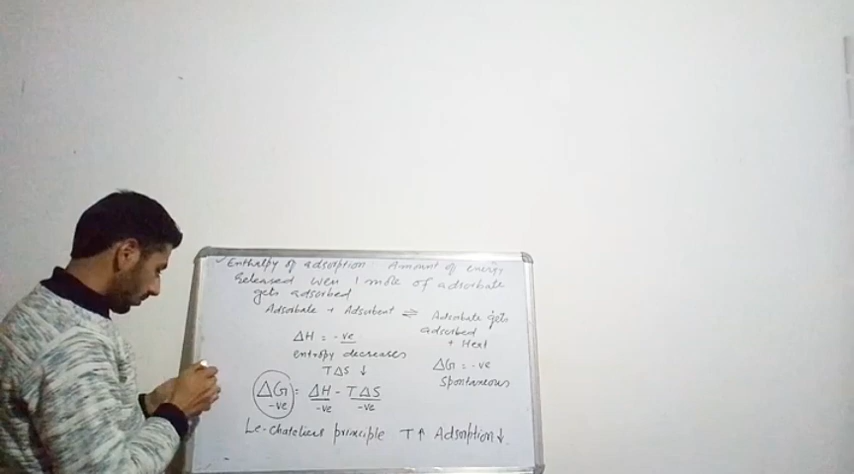 ✓ Enthalpy of adsorption Amount of energy
Released wen 1 mole of adsorbate
gets adsorbed
Adsorbate + Adsorbent ⇌ Adsorbate gets
adsorbed
+ Heat
ΔH = -ve
entropy decreases
TΔS ↓
ΔG = -ve
Spontaneous
ΔG = ΔH - TΔS
-ve -ve -ve
Le-chatelier principle T↑ Adsorption↓